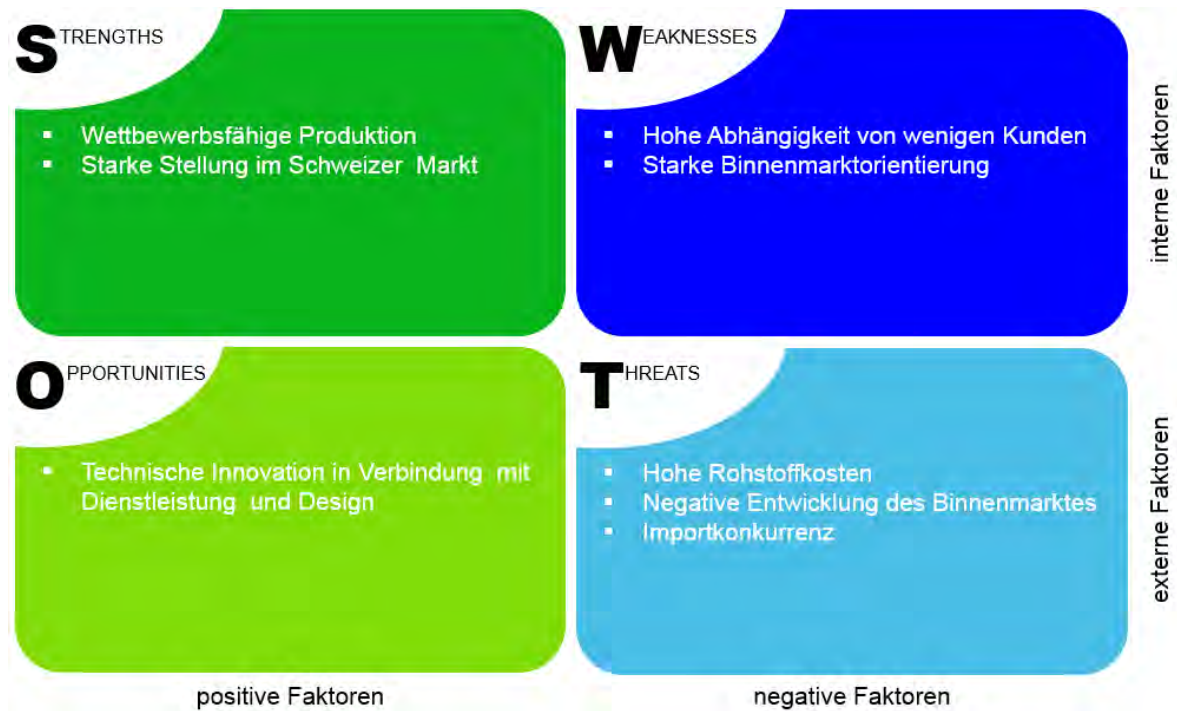 STRENGTHS
▪ Wettbewerbsfähige Produktion
▪ Starke Stellung im Schweizer Markt
WEAKNESSES
▪ Hohe Abhängigkeit von wenigen Kunden
▪ Starke Binnenmarktorientierung
interne Faktoren
OPPORTUNITIES
▪ Technische Innovation in Verbindung mit
Dienstleistung und Design
THREATS
▪ Hohe Rohstoffkosten
▪ Negative Entwicklung des Binnenmarktes
▪ Importkonkurrenz
externe Faktoren
positive Faktoren
negative Faktoren